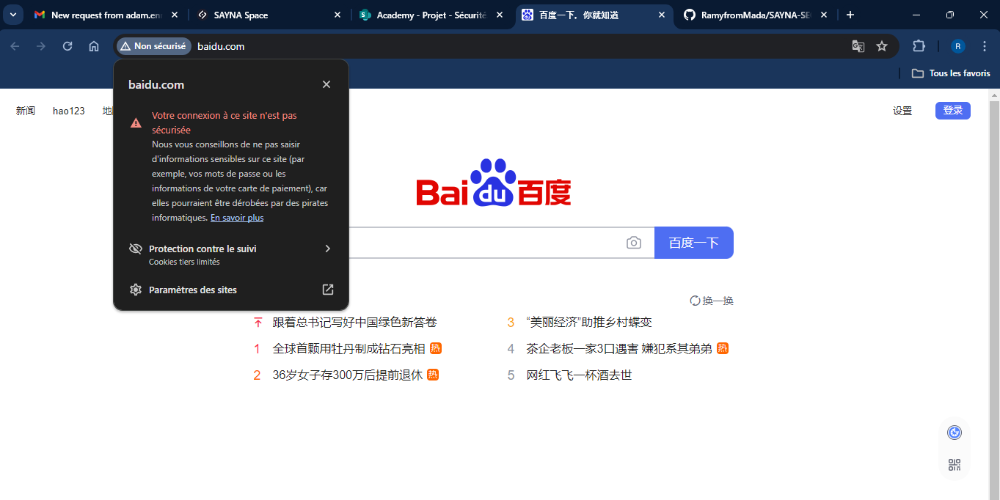 New request from adam.en
SAYNA Space
Academy - Projet - Sécurité
百度一下，你就知道
RamyfromMada/SAYNA-SE
Non sécurisé
baidu.com
R
Tous les favoris
baidu.com
Votre connexion à ce site n'est pas
sécurisée
Nous vous conseillons de ne pas saisir
d'informations sensibles sur ce site (par
exemple, vos mots de passe ou les
informations de votre carte de paiement), car
elles pourraient être dérobées par des pirates
informatiques. En savoir plus
Protection contre le suivi
Cookies tiers limités
Paramètres des sites
新闻
hao123
设置
登录
Bai du 百度
百度一下
换一换
跟着总书记写好中国绿色新答卷
3 “美丽经济”助推乡村蝶变
1 全球首颗用牡丹制成钻石亮相 热
4 茶企老板一家3口遇害 嫌犯系其弟弟 热
2 36岁女子存300万后提前退休 热
5 网红飞飞一杯酒去世